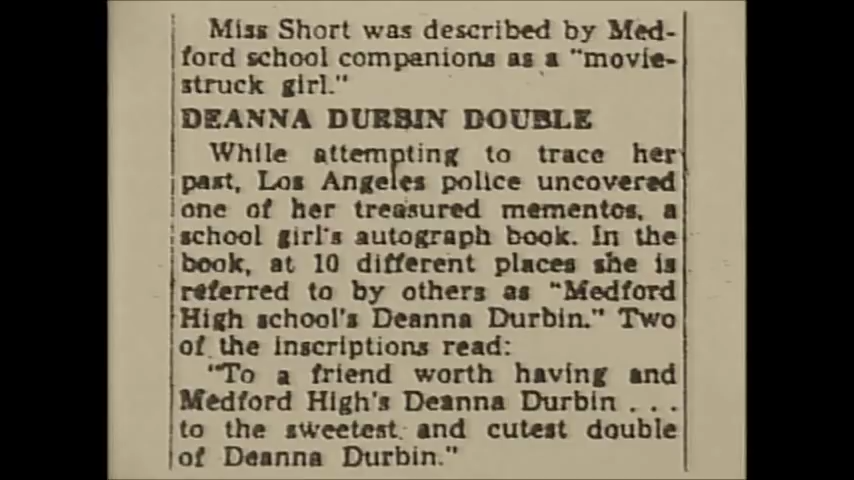 Miss Short was described by Med-
ford school companions as a "movie-
struck girl."
DEANNA DURBIN DOUBLE
While attempting to trace her
past, Los Angeles police uncovered
one of her treasured mementos, a
school girl's autograph book. In the
book, at 10 different places she is
referred to by others as "Medford
High school's Deanna Durbin." Two
of the inscriptions read:
"To a friend worth having and
Medford High's Deanna Durbin . . .
to the sweetest and cutest double
of Deanna Durbin."